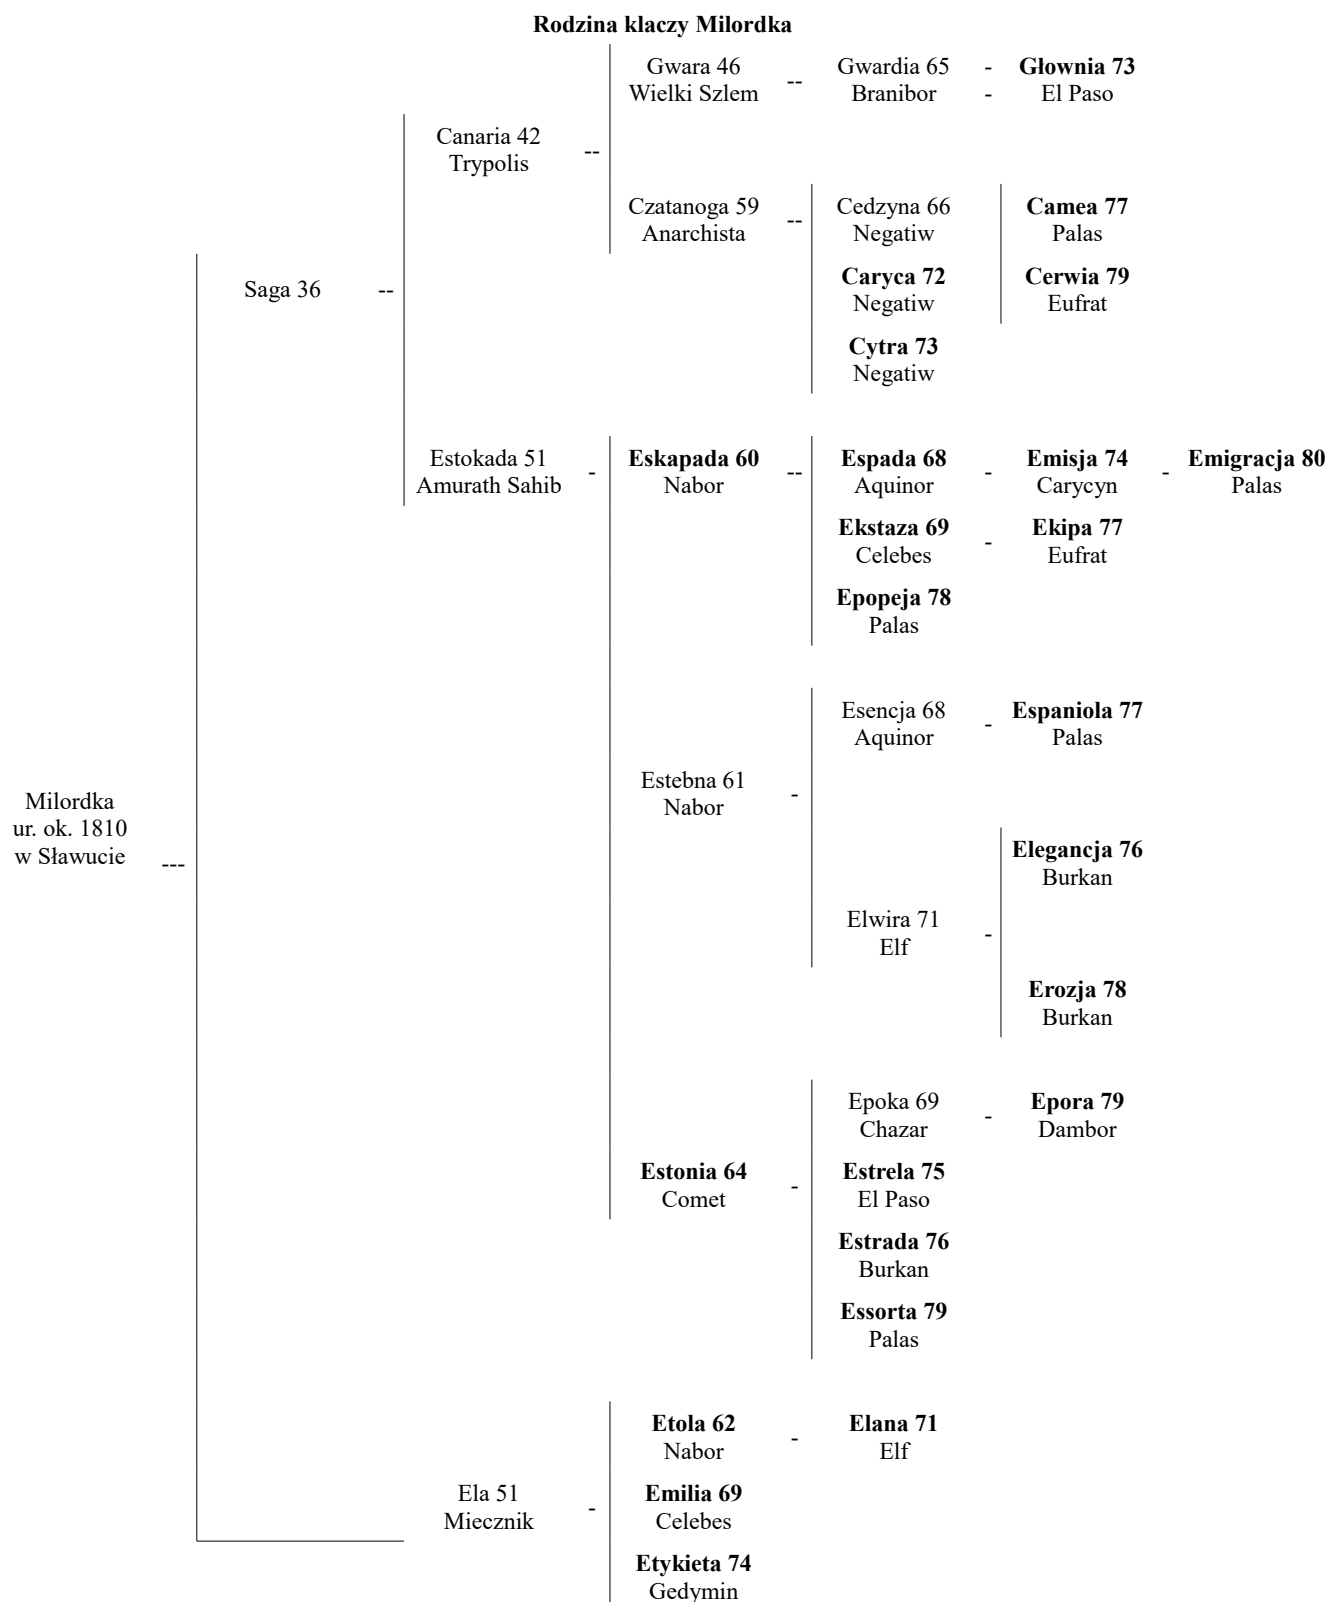 Rodzina klaczy Milordka
Gwara 46 -- Gwardia 65 - Głownia 73
Wielki Szlem Branibor - El Paso
Canaria 42 --
Trypolis
Czatanoga 59 -- Cedzyna 66 Camea 77
Anarchista Negatiw Palas
Saga 36 -- Caryca 72 Cerwia 79
Negatiw Eufrat
Cytra 73
Negatiw
Estokada 51 - Eskapada 60 -- Espada 68 - Emisja 74 - Emigracja 80
Amurath Sahib Nabor Aquinor Carycyn Palas
Ekstaza 69 - Ekipa 77
Celebes Eufrat
Epopeja 78
Palas
Esencja 68 - Espaniola 77
Aquinor Palas
Estebna 61 -
Nabor
Milordka
ur. ok. 1810
w Sławucie ---
Elegancja 76
Burkan
Elwira 71 -
Elf
Erozja 78
Burkan
Epoka 69 - Epora 79
Chazar Dambor
Estonia 64 - Estrela 75
Comet El Paso
Estrada 76
Burkan
Essorta 79
Palas
Etola 62 - Elana 71
Nabor Elf
Ela 51 - Emilia 69
Miecznik Celebes
Etykieta 74
Gedymin